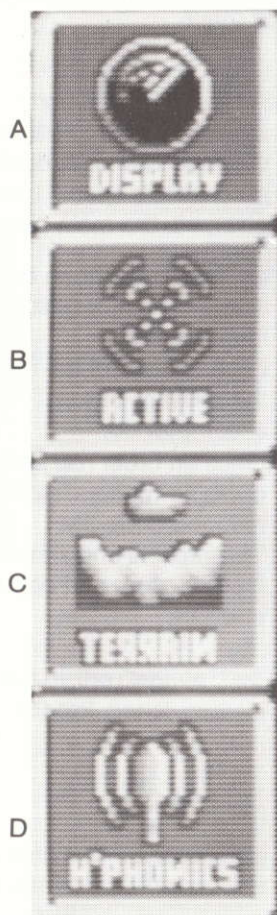 A
DISPLAY
B
ACTIVE
C
TERRAIN
D
H'PHONICS